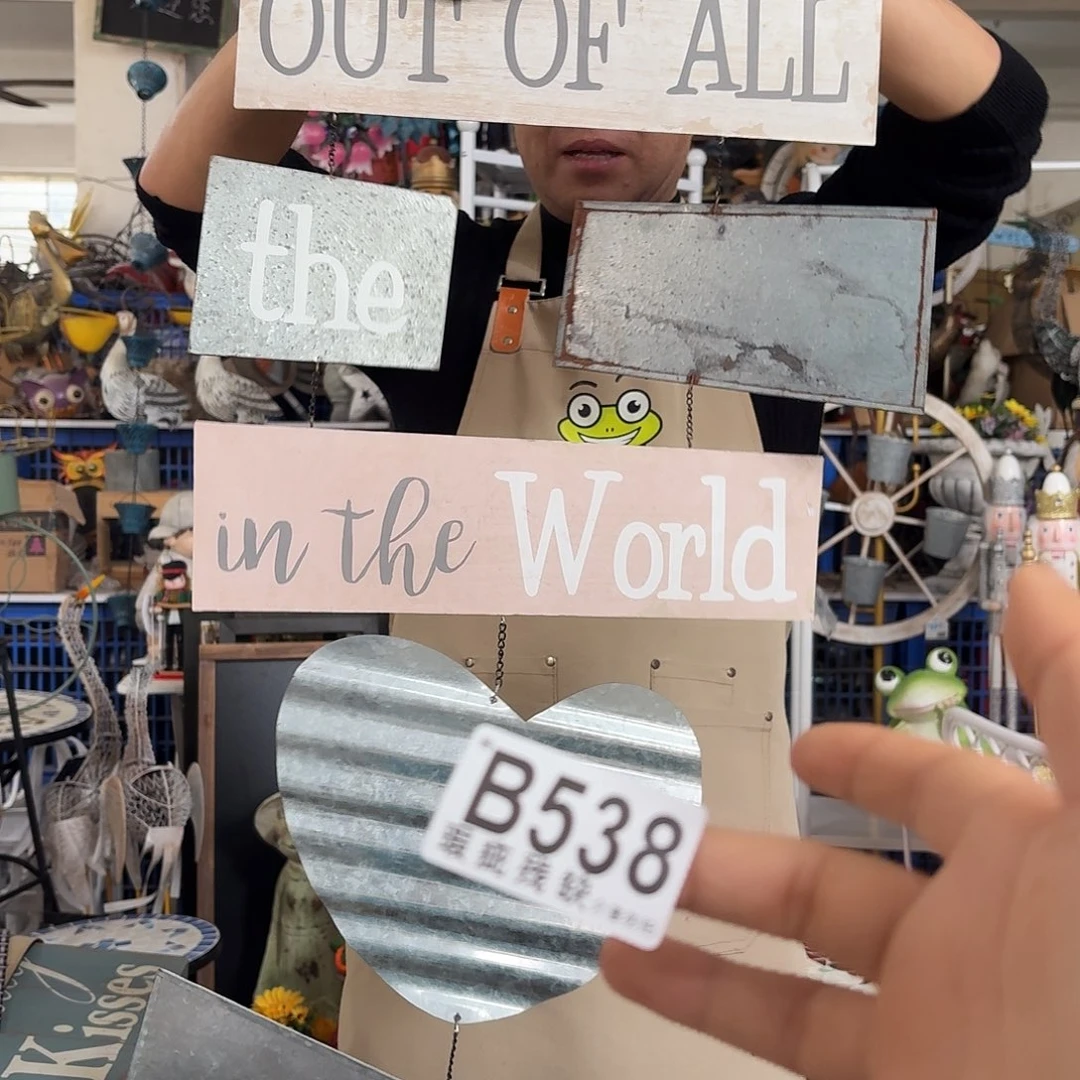 OUT OF ALL
the
in the World
B538
Kisses